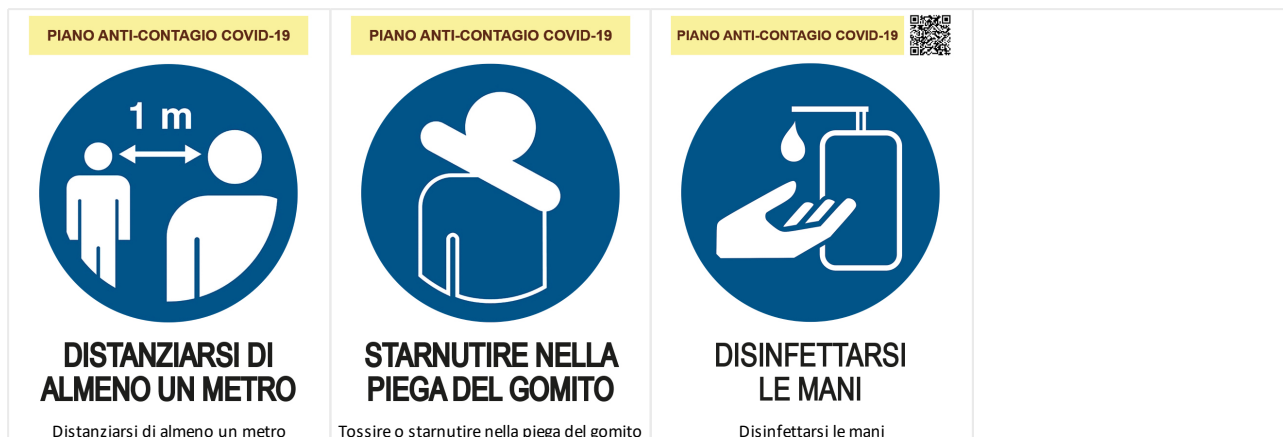 PIANO ANTI-CONTAGIO COVID-19
1 m
DISTANZIARSI DI
ALMENO UN METRO
Distanziarsi di almeno un metro
PIANO ANTI-CONTAGIO COVID-19
STARNUTIRE NELLA
PIEGA DEL GOMITO
Tossire o starnutire nella piega del gomito
PIANO ANTI-CONTAGIO COVID-19
DISINFETTARSI
LE MANI
Disinfettarsi le mani